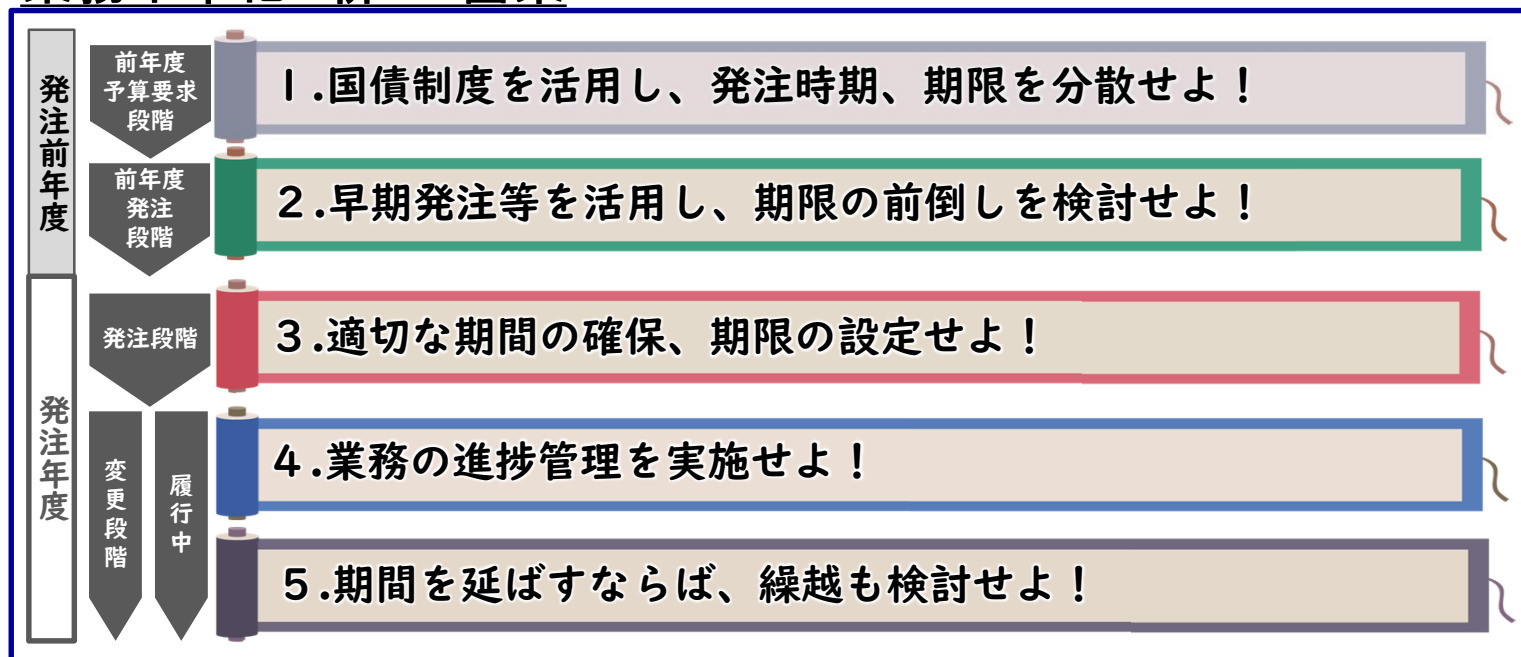 発注前年度
前年度
予算要求
段階
1.国債制度を活用し、発注時期、期限を分散せよ!
前年度
発注
段階
2.早期発注等を活用し、期限の前倒しを検討せよ!
発注年度
発注段階
3.適切な期間の確保、期限の設定せよ!
変更段階
履行中
4.業務の進捗管理を実施せよ!
5.期間を延ばすならば、繰越も検討せよ!